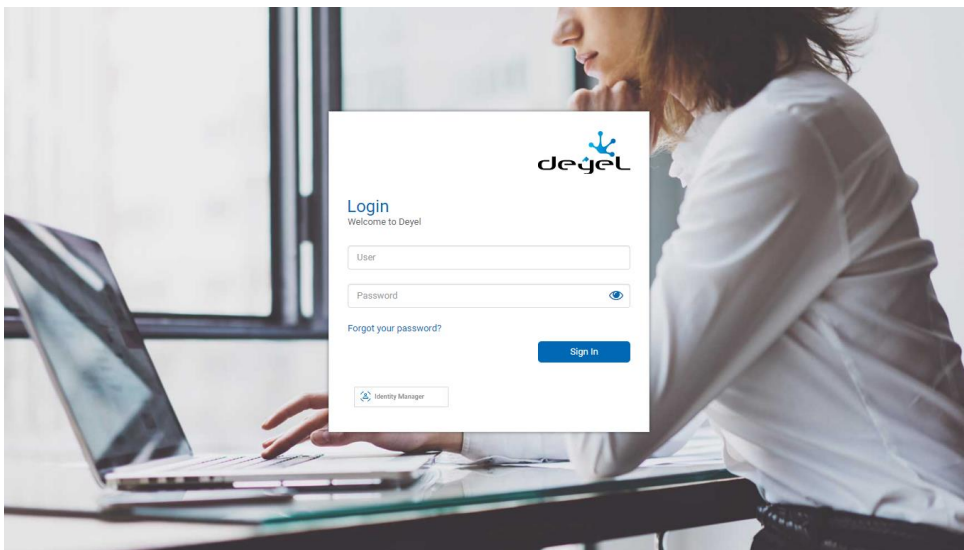 deyel
Login
Welcome to Deyel
User
Password
Forgot your password?
Sign In
Identity Manager